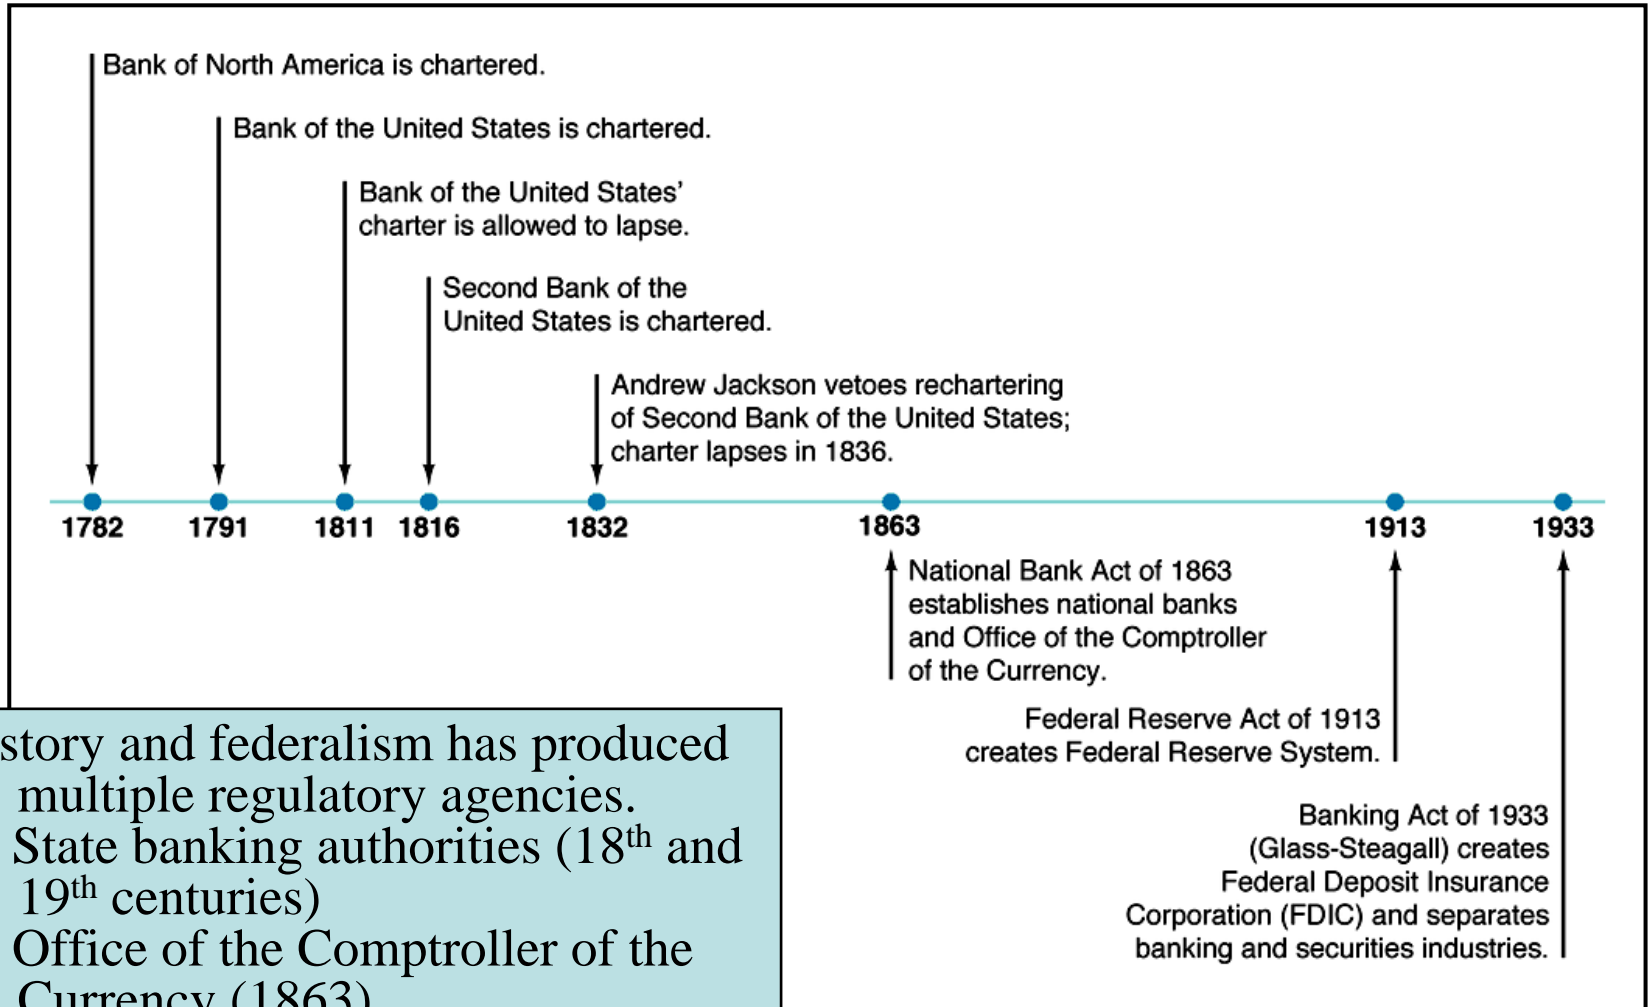 Bank of North America is chartered.
Bank of the United States is chartered.
Bank of the United States’
charter is allowed to lapse.
Second Bank of the
United States is chartered.
Andrew Jackson vetoes rechartering
of Second Bank of the United States;
charter lapses in 1836.
1782 1791 1811 1816 1832 1863 1913 1933
National Bank Act of 1863
establishes national banks
and Office of the Comptroller
of the Currency.
Federal Reserve Act of 1913
creates Federal Reserve System.
Banking Act of 1933
(Glass-Steagall) creates
Federal Deposit Insurance
Corporation (FDIC) and separates
banking and securities industries.
story and federalism has produced
multiple regulatory agencies.
State banking authorities (18th and
19th centuries)
Office of the Comptroller of the
Currency (1863)